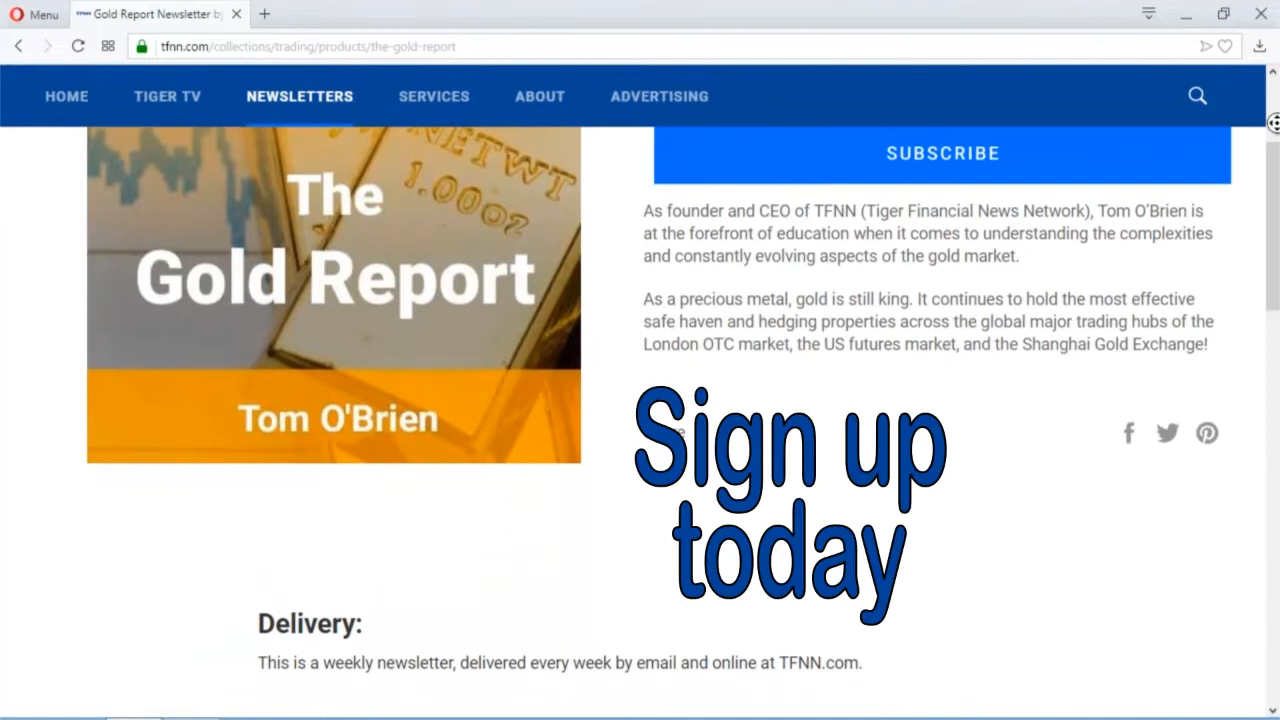 Menu
TFNN Gold Report Newsletter b
tfnn.com/collections/trading/products/the-gold-report
HOME TIGER TV NEWSLETTERS SERVICES ABOUT ADVERTISING
NETWT
1.00oz
The
Gold Report
Tom O'Brien
SUBSCRIBE
As founder and CEO of TFNN (Tiger Financial News Network), Tom O'Brien is
at the forefront of education when it comes to understanding the complexities
and constantly evolving aspects of the gold market.
As a precious metal, gold is still king. It continues to hold the most effective
safe haven and hedging properties across the global major trading hubs of the
London OTC market, the US futures market, and the Shanghai Gold Exchange!
Sign up
today
Delivery:
This is a weekly newsletter, delivered every week by email and online at TFNN.com.